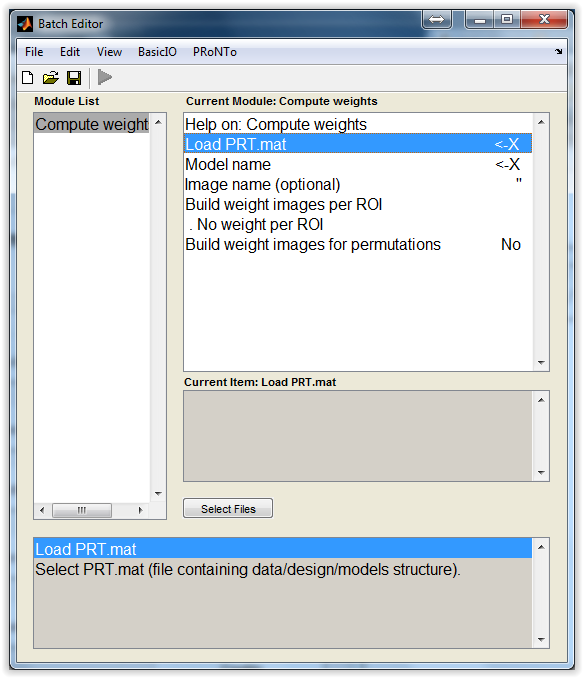 Batch Editor
File Edit View BasicIO PRoNTo
Module List
Compute weight
Current Module: Compute weights
Help on: Compute weights
Load PRT.mat <-X
Model name <-X
Image name (optional) ''
Build weight images per ROI
. No weight per ROI
Build weight images for permutations No
Current Item: Load PRT.mat
Select Files
Load PRT.mat
Select PRT.mat (file containing data/design/models structure).